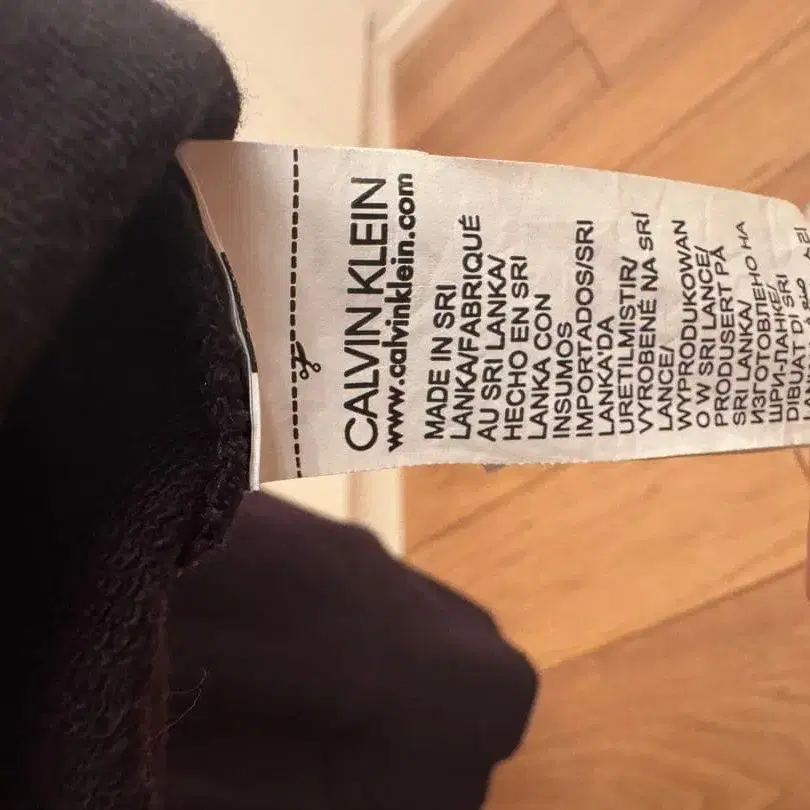 CALVIN KLEIN
www.calvinklein.com
MADE IN SRI
LANKA/FABRIQUÉ
AU SRI LANKA/
HECHO EN SRI
LANKA CON
INSUMOS
IMPORTADOS/SRI
LANKA'DA
URETILMISTIR/
VYROBENÉ NA SRÍ
LANCE/
WYPRODUKOWAN
O W SRI LANCE/
PRODUSERT PÅ
SRI LANKA/
ИЗГОТОВЛЕНО НА
ШРИ-ЛАНКЕ/
DIBUAT DI SRI